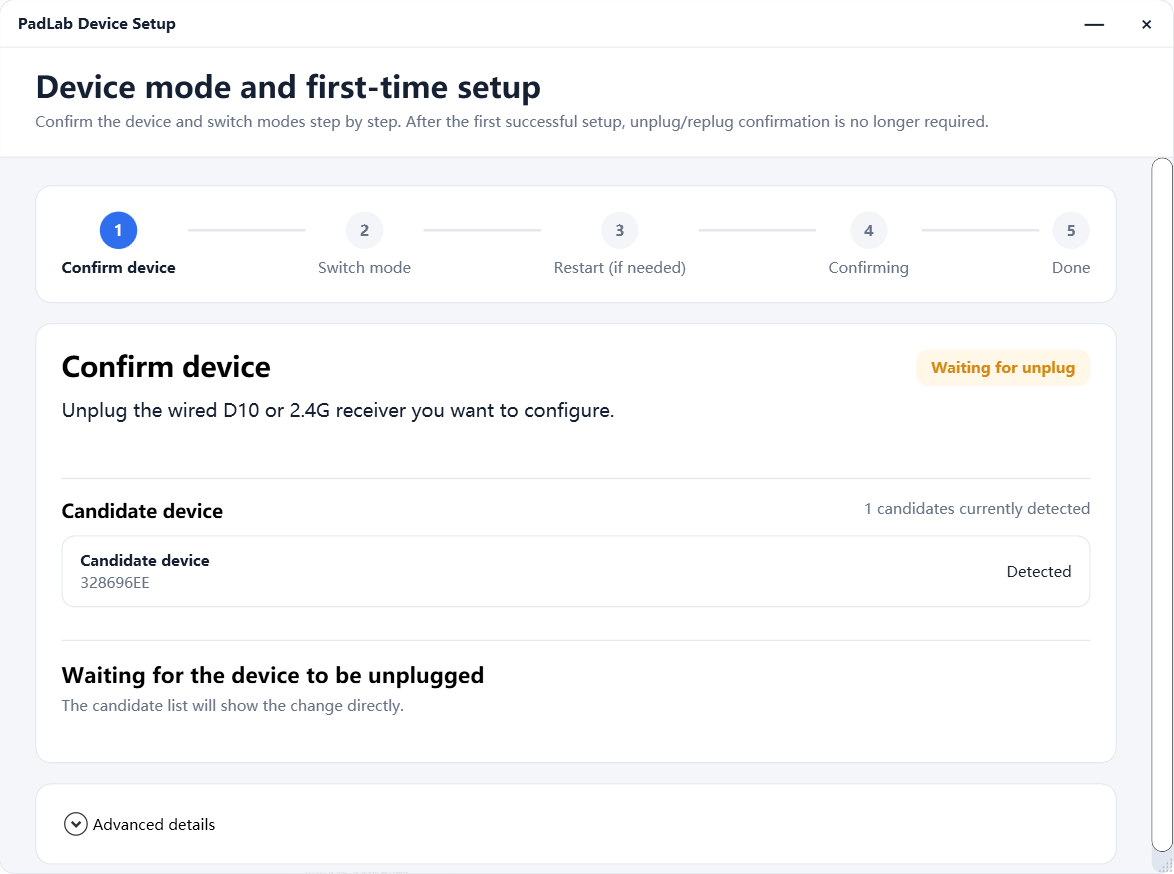 PadLab Device Setup
Device mode and first-time setup
Confirm the device and switch modes step by step. After the first successful setup, unplug/replug confirmation is no longer required.
1
2
3
4
5
Confirm device
Switch mode
Restart (if needed)
Confirming
Done
Confirm device
Waiting for unplug
Unplug the wired D10 or 2.4G receiver you want to configure.
Candidate device
1 candidates currently detected
Candidate device
328696EE
Detected
Waiting for the device to be unplugged
The candidate list will show the change directly.
Advanced details